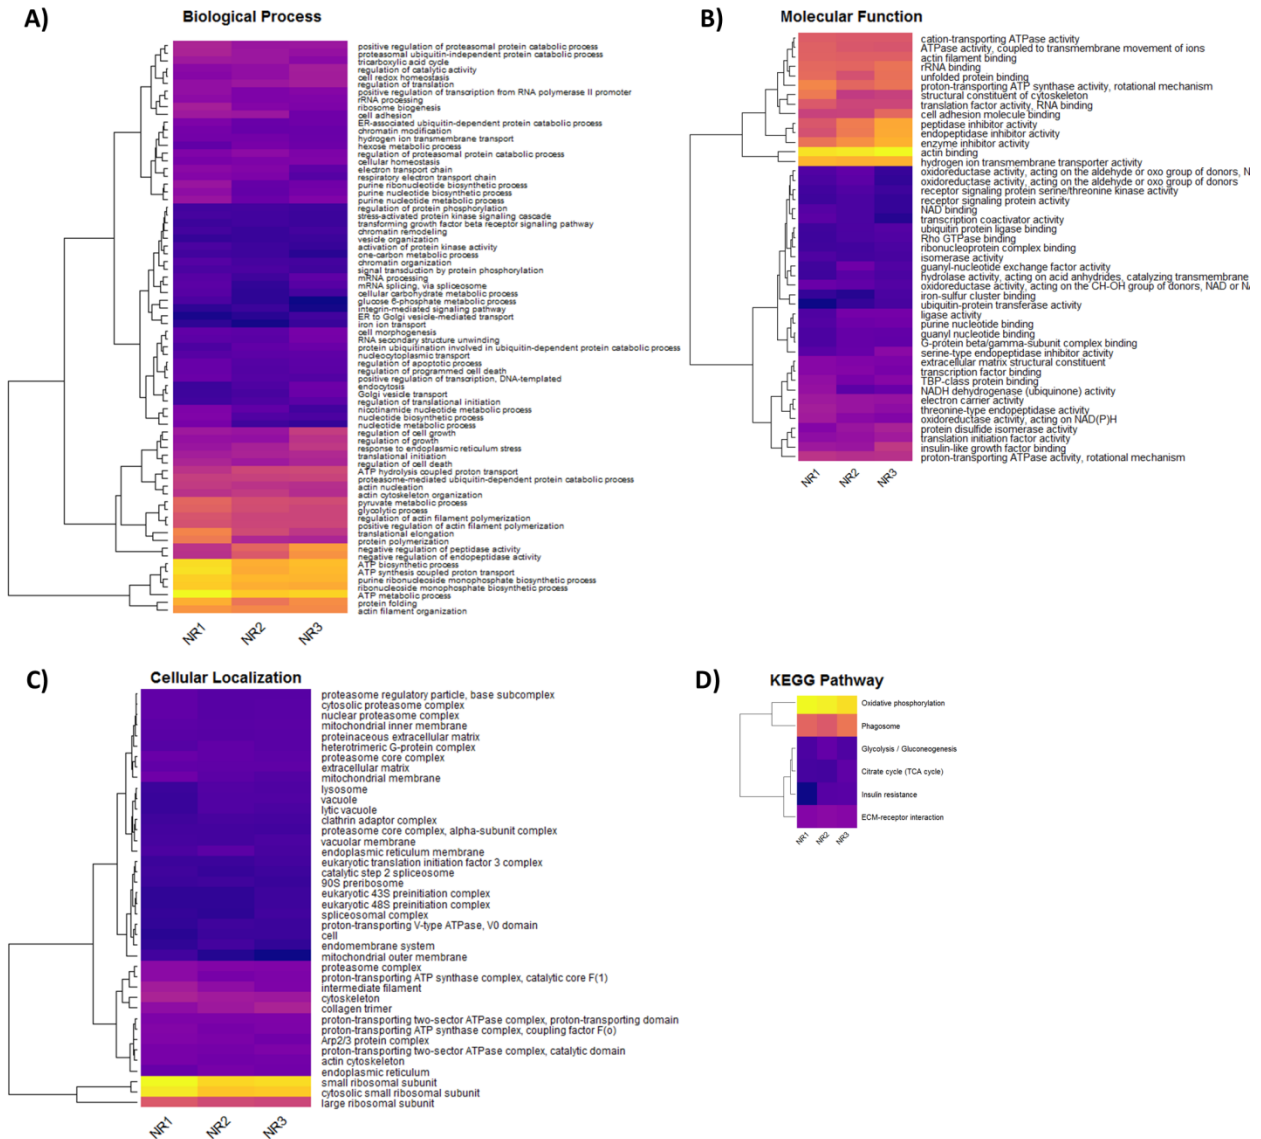 A)
Biological Process
positive regulation of proteasomal protein catabolic process
proteasomal ubiquitin-independent protein catabolic process
tricarboxylic acid cycle
regulation of catalytic activity
cell redox homeostasis
regulation of translation
positive regulation of transcription from RNA polymerase II promoter
rRNA processing
ribosome biogenesis
cell adhesion
ER-associated ubiquitin-dependent protein catabolic process
chromatin modification
hydrogen ion transmembrane transport
hexose metabolic process
regulation of proteasomal protein catabolic process
cellular homeostasis
electron transport chain
respiratory electron transport chain
purine ribonucleotide biosynthetic process
purine nucleotide biosynthetic process
purine nucleotide metabolic process
regulation of protein phosphorylation
stress-activated protein kinase signaling cascade
transforming growth factor beta receptor signaling pathway
chromatin remodeling
vesicle organization
activation of protein kinase activity
one-carbon metabolic process
chromatin organization
signal transduction by protein phosphorylation
mRNA processing
mRNA splicing, via spliceosome
cellular carbohydrate metabolic process
glucose 6-phosphate metabolic process
integrin-mediated signaling pathway
ER to Golgi vesicle-mediated transport
iron ion transport
cell morphogenesis
RNA secondary structure unwinding
protein ubiquitination involved in ubiquitin-dependent protein catabolic process
nucleocytoplasmic transport
regulation of apoptotic process
regulation of programmed cell death
positive regulation of transcription, DNA-templated
endocytosis
Golgi vesicle transport
regulation of translational initiation
nicotinamide nucleotide metabolic process
nucleotide biosynthetic process
nucleotide metabolic process
regulation of cell growth
regulation of growth
response to endoplasmic reticulum stress
translational initiation
regulation of cell death
ATP hydrolysis coupled proton transport
proteasome-mediated ubiquitin-dependent protein catabolic process
actin nucleation
actin cytoskeleton organization
pyruvate metabolic process
glycolytic process
regulation of actin filament polymerization
positive regulation of actin filament polymerization
translational elongation
protein polymerization
negative regulation of peptidase activity
negative regulation of endopeptidase activity
ATP biosynthetic process
ATP synthesis coupled proton transport
purine ribonucleoside monophosphate biosynthetic process
ribonucleoside monophosphate biosynthetic process
ATP metabolic process
protein folding
actin filament organization
NR1
NR2
NR3
B)
Molecular Function
cation-transporting ATPase activity
ATPase activity, coupled to transmembrane movement of ions
actin filament binding
rRNA binding
unfolded protein binding
proton-transporting ATP synthase activity, rotational mechanism
structural constituent of cytoskeleton
translation factor activity, RNA binding
cell adhesion molecule binding
peptidase inhibitor activity
endopeptidase inhibitor activity
enzyme inhibitor activity
actin binding
hydrogen ion transmembrane transporter activity
oxidoreductase activity, acting on the aldehyde or oxo group of donors, N
oxidoreductase activity, acting on the aldehyde or oxo group of donors
receptor signaling protein serine/threonine kinase activity
receptor signaling protein activity
NAD binding
transcription coactivator activity
ubiquitin protein ligase binding
Rho GTPase binding
ribonucleoprotein complex binding
isomerase activity
guanyl-nucleotide exchange factor activity
hydrolase activity, acting on acid anhydrides, catalyzing transmembrane
oxidoreductase activity, acting on the CH-OH group of donors, NAD or N
iron-sulfur cluster binding
ubiquitin-protein transferase activity
ligase activity
purine nucleotide binding
guanyl nucleotide binding
G-protein beta/gamma-subunit complex binding
serine-type endopeptidase inhibitor activity
extracellular matrix structural constituent
transcription factor binding
TBP-class protein binding
NADH dehydrogenase (ubiquinone) activity
electron carrier activity
threonine-type endopeptidase activity
oxidoreductase activity, acting on NAD(P)H
protein disulfide isomerase activity
translation initiation factor activity
insulin-like growth factor binding
proton-transporting ATPase activity, rotational mechanism
NR1
NR2
NR3
C)
Cellular Localization
proteasome regulatory particle, base subcomplex
cytosolic proteasome complex
nuclear proteasome complex
mitochondrial inner membrane
proteinaceous extracellular matrix
heterotrimeric G-protein complex
proteasome core complex
extracellular matrix
mitochondrial membrane
lysosome
vacuole
lytic vacuole
clathrin adaptor complex
proteasome core complex, alpha-subunit complex
vacuolar membrane
endoplasmic reticulum membrane
eukaryotic translation initiation factor 3 complex
catalytic step 2 spliceosome
90S preribosome
eukaryotic 43S preinitiation complex
eukaryotic 48S preinitiation complex
spliceosomal complex
proton-transporting V-type ATPase, V0 domain
cell
endomembrane system
mitochondrial outer membrane
proteasome complex
proton-transporting ATP synthase complex, catalytic core F(1)
intermediate filament
cytoskeleton
collagen trimer
proton-transporting two-sector ATPase complex, proton-transporting domain
proton-transporting ATP synthase complex, coupling factor F(o)
Arp2/3 protein complex
proton-transporting two-sector ATPase complex, catalytic domain
actin cytoskeleton
endoplasmic reticulum
small ribosomal subunit
cytosolic small ribosomal subunit
large ribosomal subunit
NR1
NR2
NR3
D)
KEGG Pathway
Oxidative phosphorylation
Phagosome
Glycolysis / Gluconeogenesis
Citrate cycle (TCA cycle)
Insulin resistance
ECM-receptor interaction
NR1
NR2
NR3